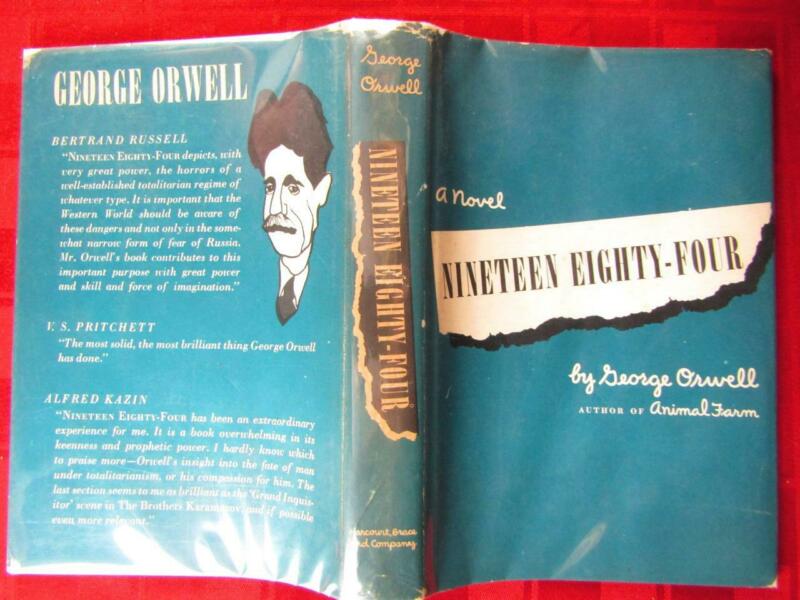 GEORGE ORWELL
BERTRAND RUSSELL
"NINETEEN EIGHTY-FOUR depicts, with
very great power, the horrors of a
well-established totalitarian regime of
whatever type. It is important that the
Western World should be aware of
these dangers and not only in the some-
what narrow form of fear of Russia.
Mr. Orwell's book contributes to this
important purpose with great power
and skill and force of imagination."
V. S. PRITCHETT
"The most solid, the most brilliant thing George Orwell
has done."
ALFRED KAZIN
"NINETEEN EIGHTY-FOUR has been an extraordinary
experience for me. It is a book overwhelming in its
keenness and prophetic power. I hardly know which
to praise more—Orwell's insight into the fate of man
under totalitarianism, or his compassion for him. The
last section seems to me as brilliant as the 'Grand Inquis-
itor' scene in The Brothers Karamazov, and if possible
even more relevant."
George
Orwell
NINETEEN EIGHTY-FOUR
Harcourt, Brace
and Company
a Novel
NINETEEN EIGHTY-FOUR
by George Orwell
AUTHOR OF Animal Farm